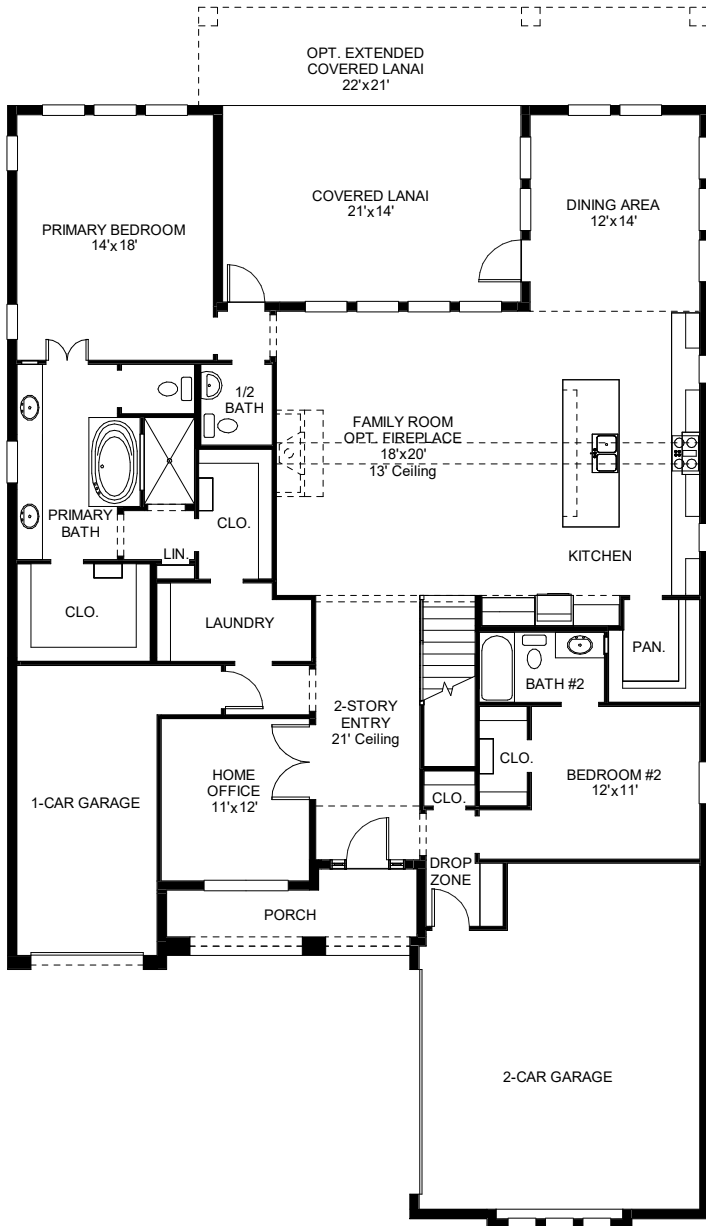 OPT. EXTENDED
COVERED LANAI
22'x21'
COVERED LANAI
21'x14'
DINING AREA
12'x14'
PRIMARY BEDROOM
14'x18'
1/2
BATH
FAMILY ROOM
OPT. FIREPLACE
18'x20'
13' Ceiling
PRIMARY
BATH
CLO.
LIN.
KITCHEN
CLO.
LAUNDRY
PAN.
BATH #2
2-STORY
ENTRY
21' Ceiling
CLO.
HOME
OFFICE
11'x12'
BEDROOM #2
12'x11'
1-CAR GARAGE
CLO.
DROP
ZONE
PORCH
2-CAR GARAGE